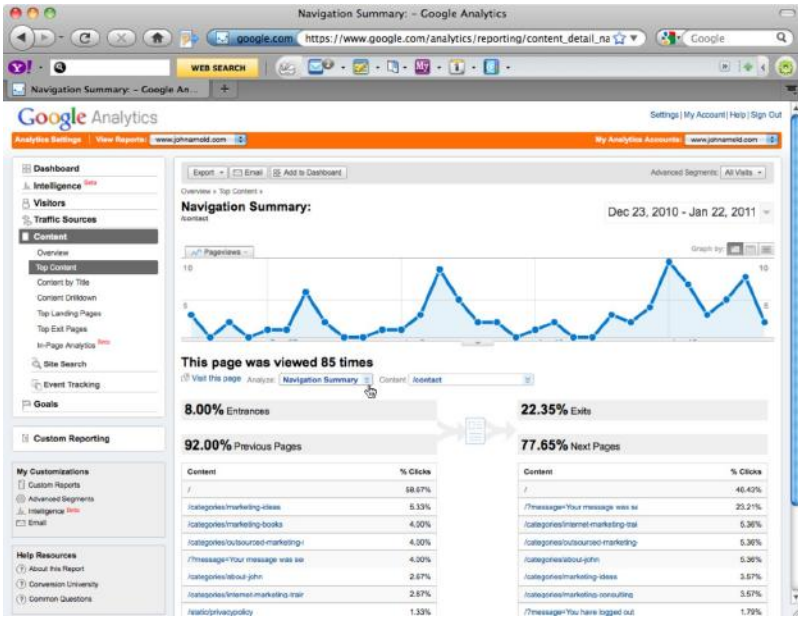 Navigation Summary: – Google Analytics
google.com https://www.google.com/analytics/reporting/content_detail_na Google
WEB SEARCH
Navigation Summary: – Google An...
Google Analytics
Settings | My Account | Help | Sign Out
Analytics Settings View Reports: www.johnarnold.com My Analytics Accounts: www.johnarnold.com
Dashboard
Intelligence Beta
Visitors
Traffic Sources
Content
Overview
Top Content
Content by Title
Content Drilldown
Top Landing Pages
Top Exit Pages
In-Page Analytics Beta
Site Search
Event Tracking
Goals
Custom Reporting
My Customizations
Custom Reports
Advanced Segments
Intelligence Beta
Email
Help Resources
About this Report
Conversion University
Common Questions
Export Email Add to Dashboard Advanced Segments: All Visits
Overview » Top Content »
Navigation Summary:
/contact
Dec 23, 2010 - Jan 22, 2011
Pageviews Graph by:
10 10
5 5
This page was viewed 85 times
Visit this page Analyze: Navigation Summary Content: /contact
8.00% Entrances 22.35% Exits
92.00% Previous Pages 77.65% Next Pages
Content % Clicks Content % Clicks
/ 58.67% / 46.43%
/categories/marketing-ideas 5.33% /?message=Your message was se 23.21%
/categories/marketing-books 4.00% /categories/internet-marketing-trai 5.36%
/categories/outsourced-marketing-i 4.00% /categories/outsourced-marketing- 5.36%
/?message=Your message was se 4.00% /categories/about-john 5.36%
/categories/about-john 2.67% /categories/marketing-ideas 3.57%
/categories/internet-marketing-trair 2.67% /categories/marketing-consulting 3.57%
/static/privacypolicy 1.33% /?message=You have logged out 1.79%